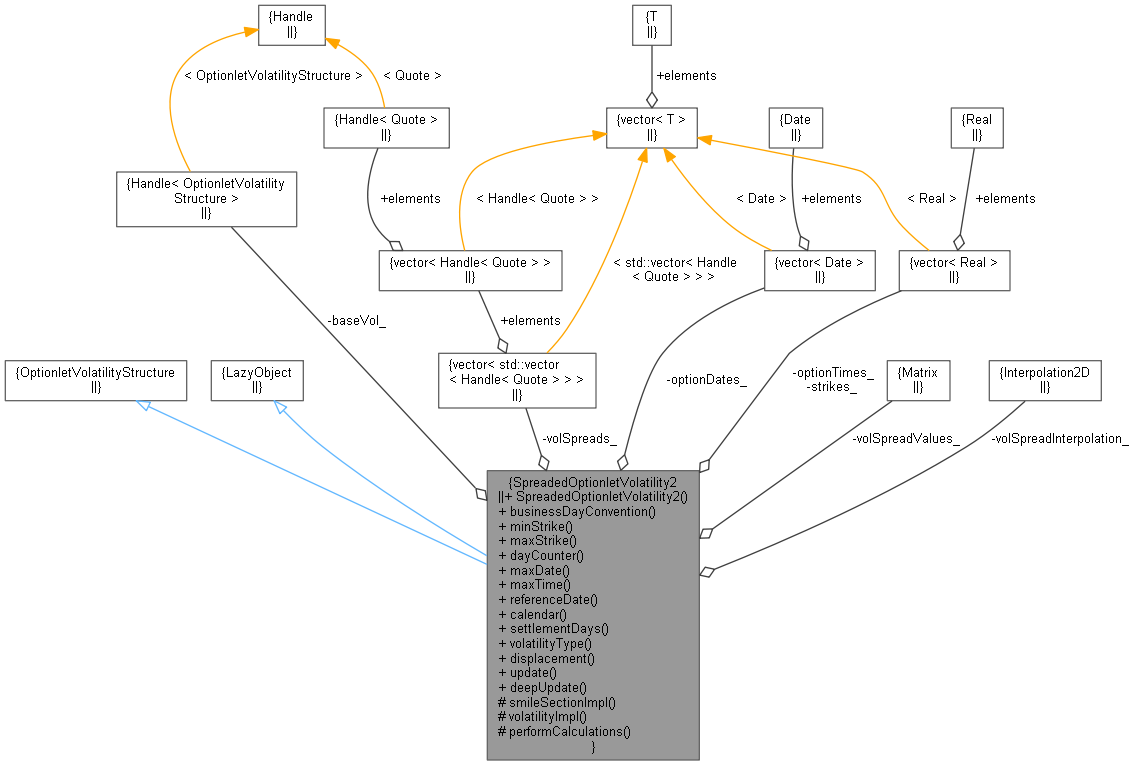 {Handle
||}
{T
||}
< OptionletVolatilityStructure >
< Quote >
+elements
{Handle< Quote >
||}
{vector< T >
||}
{Date
||}
{Real
||}
{Handle< OptionletVolatility
Structure >
||}
+elements
< Handle< Quote > >
< Date >
+elements
< Real >
+elements
{vector< Handle< Quote > >
||}
< std::vector< Handle
< Quote > > >
{vector< Date >
||}
{vector< Real >
||}
-baseVol_
+elements
{OptionletVolatilityStructure
||}
{LazyObject
||}
{vector< std::vector
< Handle< Quote > > >
||}
-optionDates_
-optionTimes_
-strikes_
{Matrix
||}
{Interpolation2D
||}
-volSpreads_
-volSpreadValues_
-volSpreadInterpolation_
{SpreadedOptionletVolatility2
||+ SpreadedOptionletVolatility2()
+ businessDayConvention()
+ minStrike()
+ maxStrike()
+ dayCounter()
+ maxDate()
+ maxTime()
+ referenceDate()
+ calendar()
+ settlementDays()
+ volatilityType()
+ displacement()
+ update()
+ deepUpdate()
# smileSectionImpl()
# volatilityImpl()
# performCalculations()
}